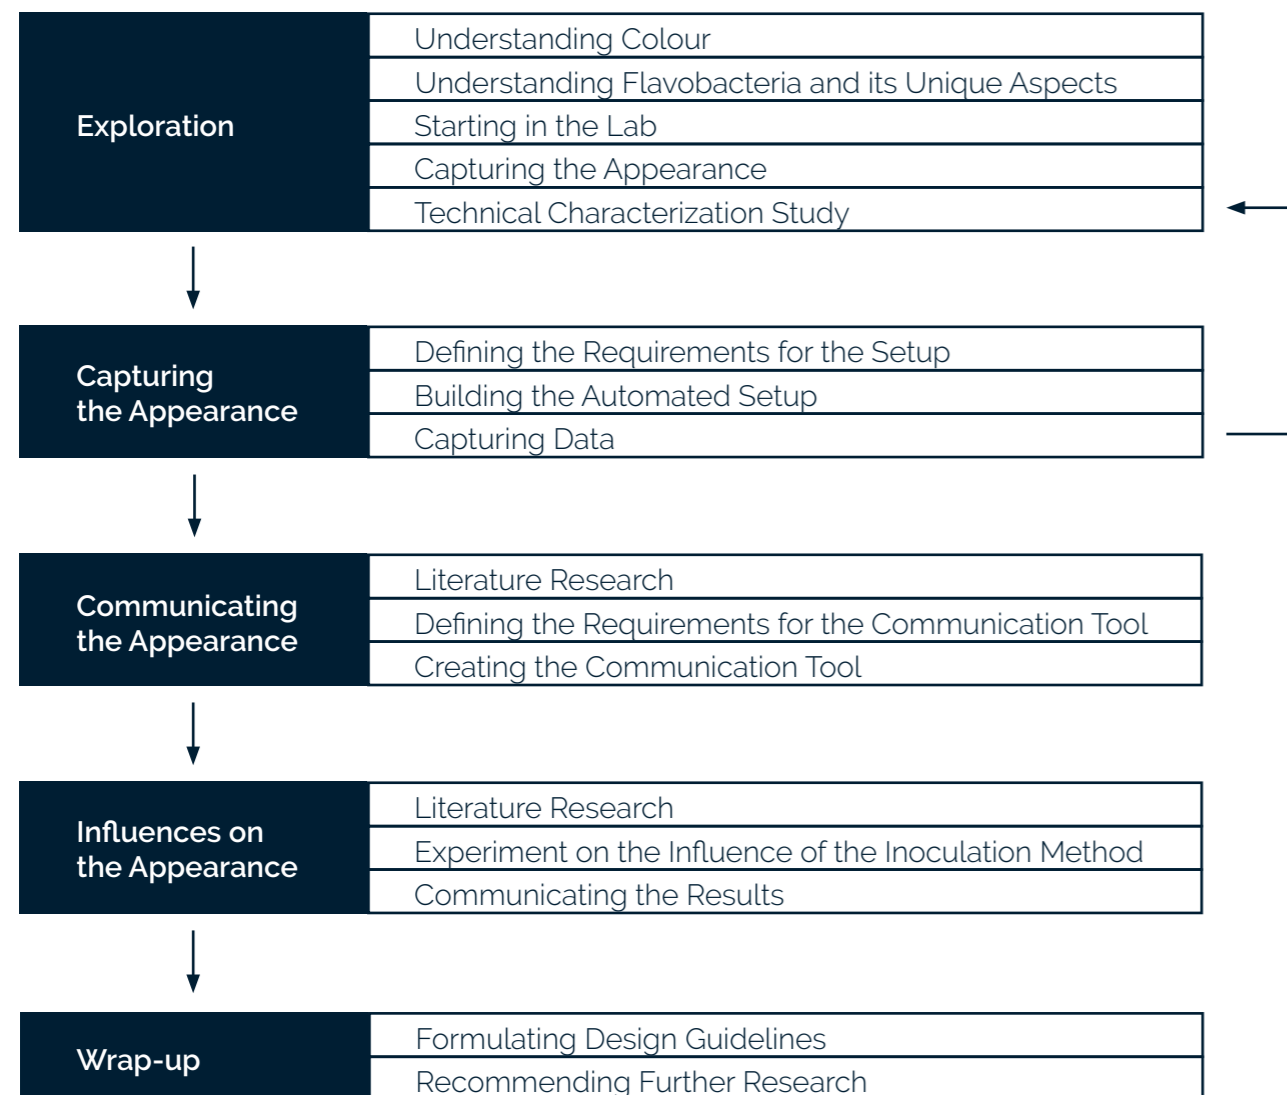 Exploration
Understanding Colour
Understanding Flavobacteria and its Unique Aspects
Starting in the Lab
Capturing the Appearance
Technical Characterization Study
Capturing
the Appearance
Defining the Requirements for the Setup
Building the Automated Setup
Capturing Data
Communicating
the Appearance
Literature Research
Defining the Requirements for the Communication Tool
Creating the Communication Tool
Influences on
the Appearance
Literature Research
Experiment on the Influence of the Inoculation Method
Communicating the Results
Wrap-up
Formulating Design Guidelines
Recommending Further Research